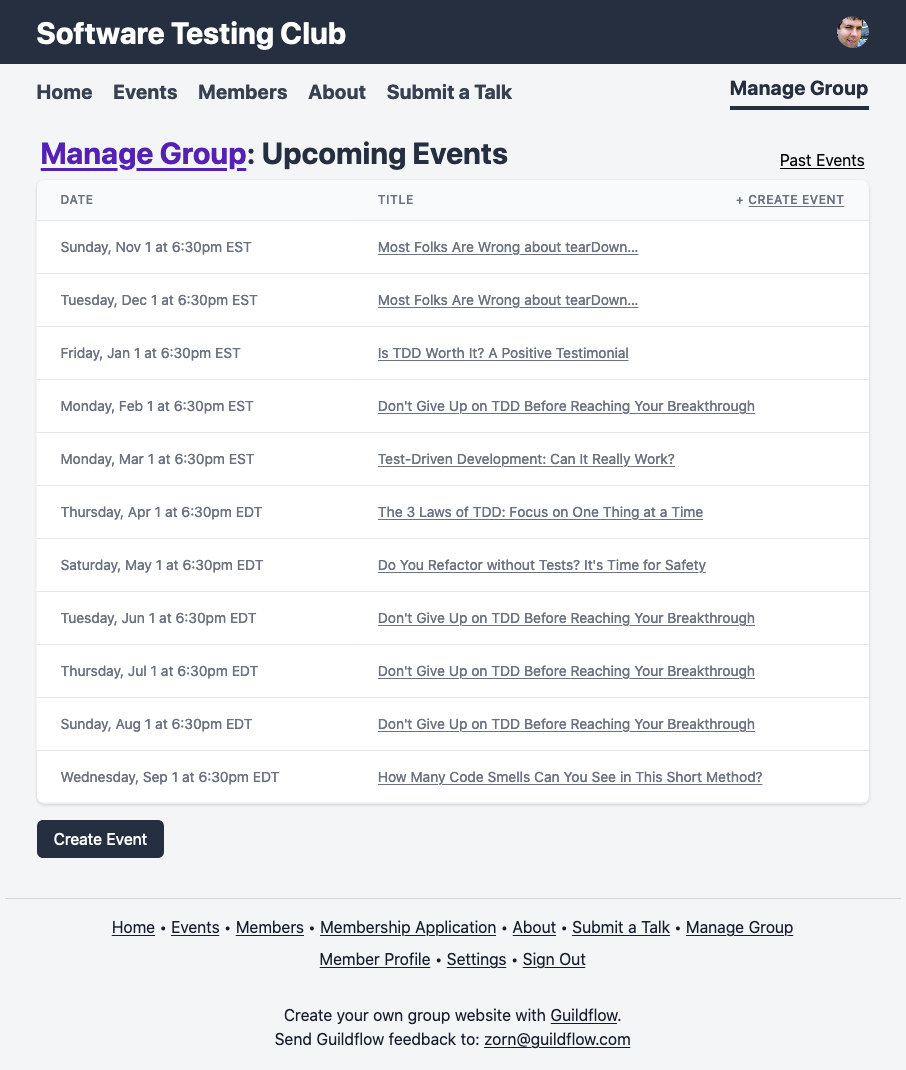 Software Testing Club
Home Events Members About Submit a Talk Manage Group
Manage Group: Upcoming Events
Past Events
DATE TITLE + CREATE EVENT
Sunday, Nov 1 at 6:30pm EST Most Folks Are Wrong about tearDown...
Tuesday, Dec 1 at 6:30pm EST Most Folks Are Wrong about tearDown...
Friday, Jan 1 at 6:30pm EST Is TDD Worth It? A Positive Testimonial
Monday, Feb 1 at 6:30pm EST Don't Give Up on TDD Before Reaching Your Breakthrough
Monday, Mar 1 at 6:30pm EST Test-Driven Development: Can It Really Work?
Thursday, Apr 1 at 6:30pm EDT The 3 Laws of TDD: Focus on One Thing at a Time
Saturday, May 1 at 6:30pm EDT Do You Refactor without Tests? It's Time for Safety
Tuesday, Jun 1 at 6:30pm EDT Don't Give Up on TDD Before Reaching Your Breakthrough
Thursday, Jul 1 at 6:30pm EDT Don't Give Up on TDD Before Reaching Your Breakthrough
Sunday, Aug 1 at 6:30pm EDT Don't Give Up on TDD Before Reaching Your Breakthrough
Wednesday, Sep 1 at 6:30pm EDT How Many Code Smells Can You See in This Short Method?
Create Event
Home • Events • Members • Membership Application • About • Submit a Talk • Manage Group
Member Profile • Settings • Sign Out
Create your own group website with Guildflow.
Send Guildflow feedback to: zorn@guildflow.com